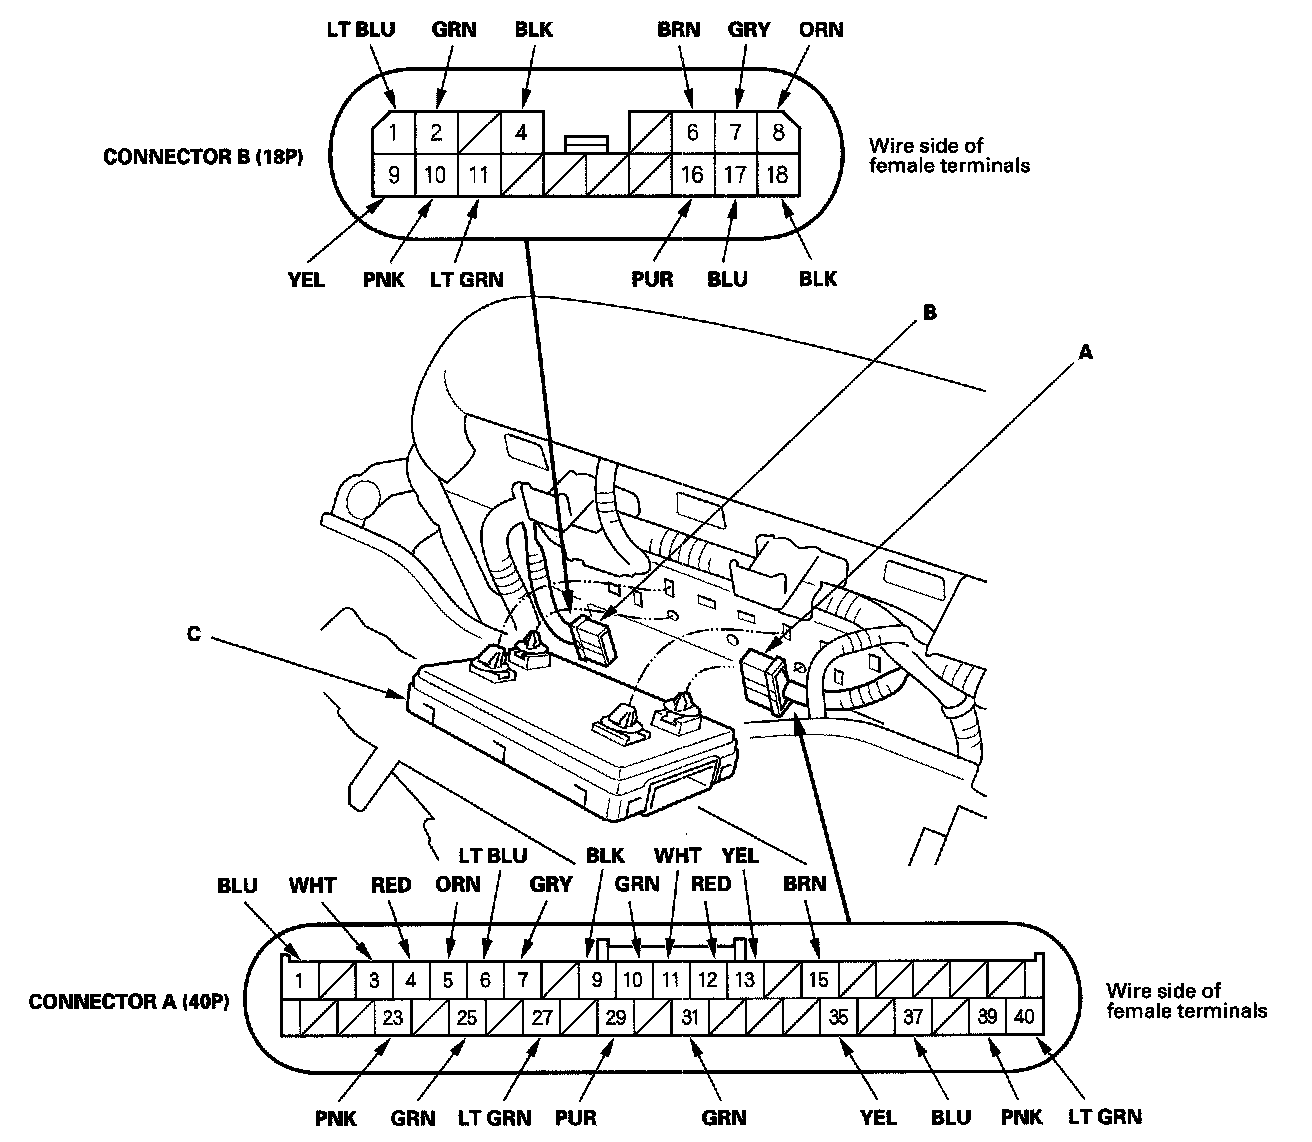 LT BLU GRN BLK BRN GRY ORN
1 2 4 6 7 8
CONNECTOR B (18P)
Wire side of
female terminals
9 10 11 16 17 18
YEL PNK LT GRN PUR BLU BLK
B
A
C
LT BLU BLK WHT YEL
BLU WHT RED ORN GRY GRN RED BRN
1 3 4 5 6 7 9 10 11 12 13 15
CONNECTOR A (40P)
Wire side of
female terminals
23 25 27 29 31 35 37 39 40
PNK GRN LT GRN PUR GRN YEL BLU PNK LT GRN